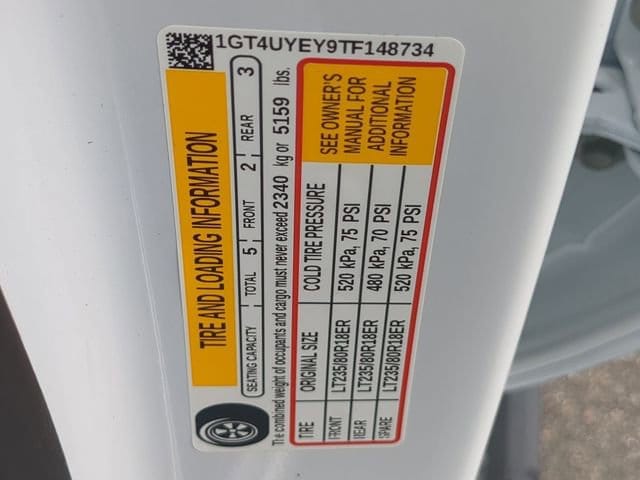 1GT4UYEY9TF148734
TIRE AND LOADING INFORMATION
SEATING CAPACITY TOTAL 5 FRONT 2 REAR 3
The combined weight of occupants and cargo must never exceed 2340 kg or 5159 lbs.
TIRE ORIGINAL SIZE COLD TIRE PRESSURE
FRONT LT235/80R18ER 520 kPa, 75 PSI
REAR LT235/80R18ER 480 kPa, 70 PSI
SPARE LT235/80R18ER 520 kPa, 75 PSI
SEE OWNER'S
MANUAL FOR
ADDITIONAL
INFORMATION